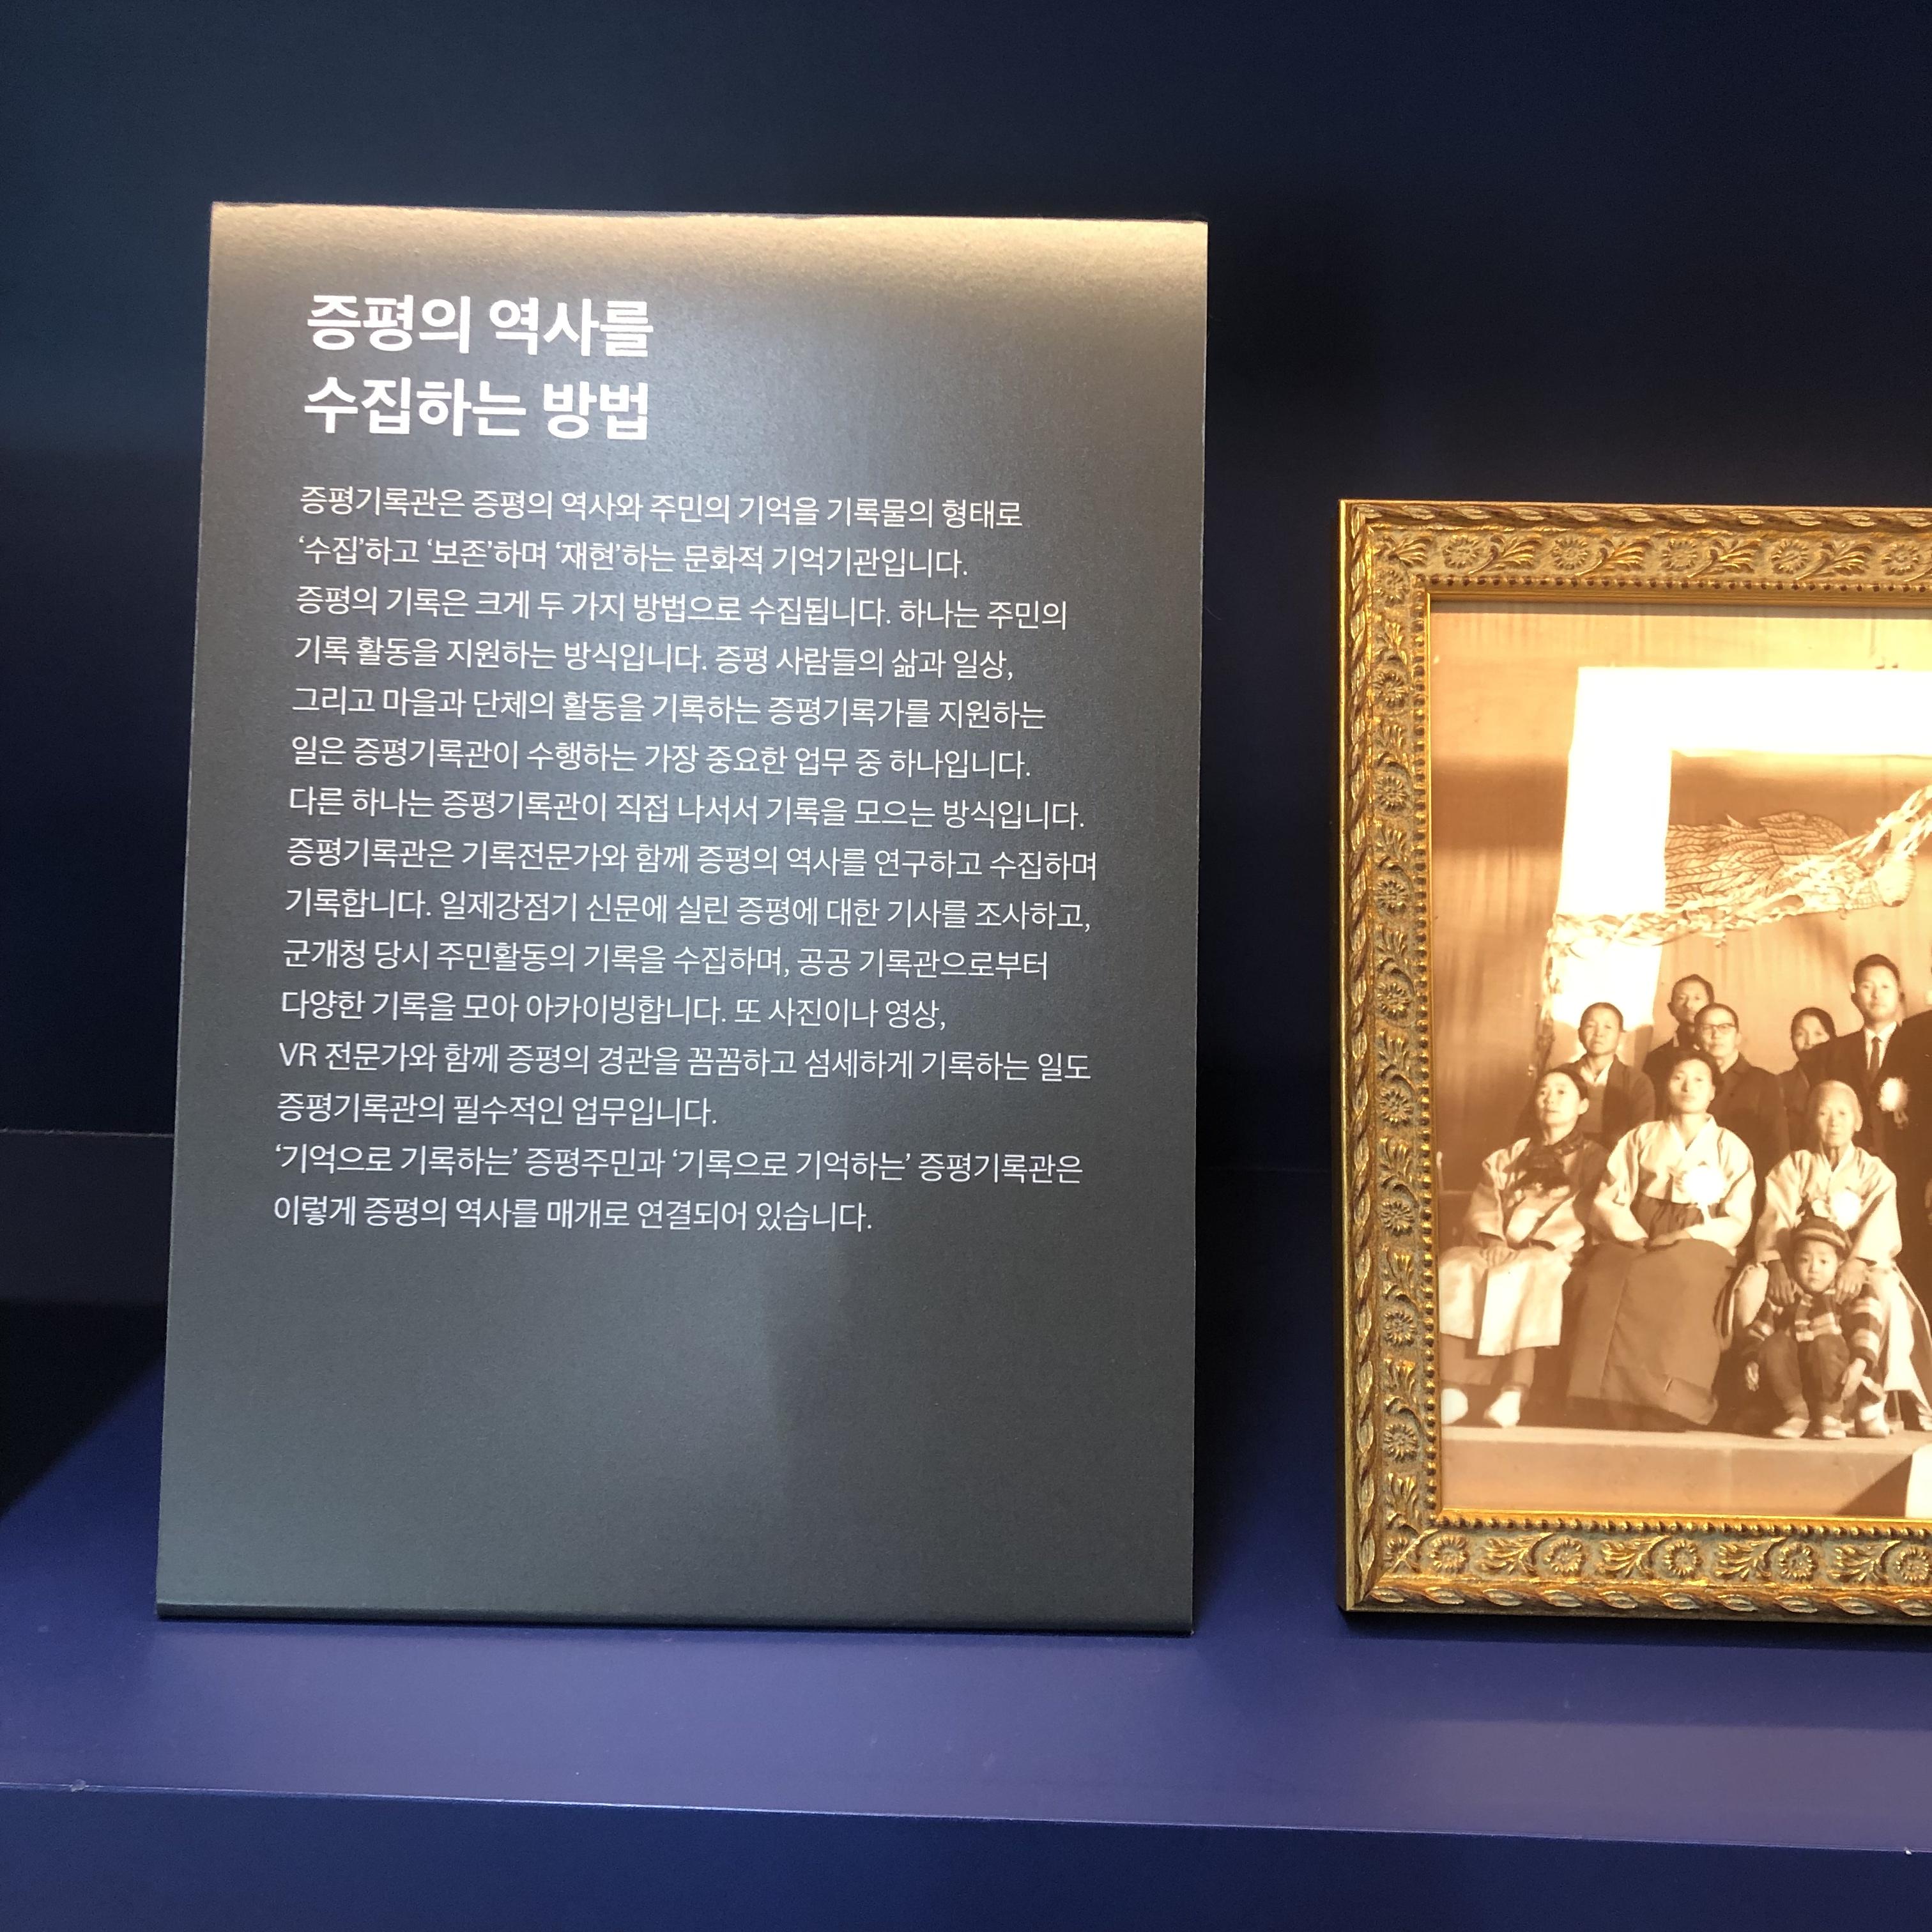 증평의 역사를
수집하는 방법
증평기록관은 증평의 역사와 주민의 기억을 기록물의 형태로
‘수집’하고 ‘보존’하며 ‘재현’하는 문화적 기억기관입니다.
증평의 기록은 크게 두 가지 방법으로 수집됩니다. 하나는 주민의
기록 활동을 지원하는 방식입니다. 증평 사람들의 삶과 일상,
그리고 마을과 단체의 활동을 기록하는 증평기록가를 지원하는
일은 증평기록관이 수행하는 가장 중요한 업무 중 하나입니다.
다른 하나는 증평기록관이 직접 나서서 기록을 모으는 방식입니다.
증평기록관은 기록전문가와 함께 증평의 역사를 연구하고 수집하며
기록합니다. 일제강점기 신문에 실린 증평에 대한 기사를 조사하고,
군개청 당시 주민활동의 기록을 수집하며, 공공 기록관으로부터
다양한 기록을 모아 아카이빙합니다. 또 사진이나 영상,
VR 전문가와 함께 증평의 경관을 꼼꼼하고 섬세하게 기록하는 일도
증평기록관의 필수적인 업무입니다.
‘기억으로 기록하는’ 증평주민과 ‘기록으로 기억하는’ 증평기록관은
이렇게 증평의 역사를 매개로 연결되어 있습니다.